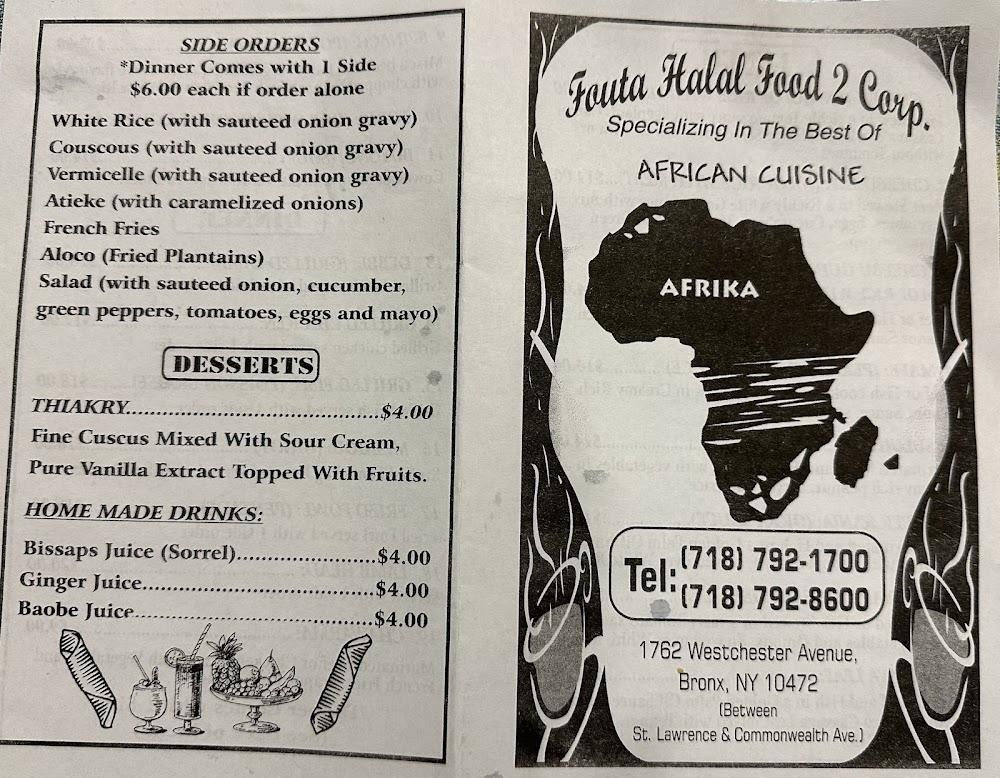 SIDE ORDERS
*Dinner Comes with 1 Side
$6.00 each if order alone
White Rice (with sauteed onion gravy)
Couscous (with sauteed onion gravy)
Vermicelle (with sauteed onion gravy)
Atieke (with caramelized onions)
French Fries
Aloco (Fried Plantains)
Salad (with sauteed onion, cucumber,
green peppers, tomatoes, eggs and mayo)
DESSERTS
THIAKRY..............................$4.00
Fine Cuscus Mixed With Sour Cream,
Pure Vanilla Extract Topped With Fruits.
HOME MADE DRINKS:
Bissaps Juice (Sorrel)................$4.00
Ginger Juice...........................$4.00
Baobe Juice............................$4.00
Fouta Halal Food 2 Corp.
Specializing In The Best Of
AFRICAN CUISINE
AFRIKA
Tel: (718) 792-1700
(718) 792-8600
1762 Westchester Avenue,
Bronx, NY 10472
(Between
St. Lawrence & Commonwealth Ave.)